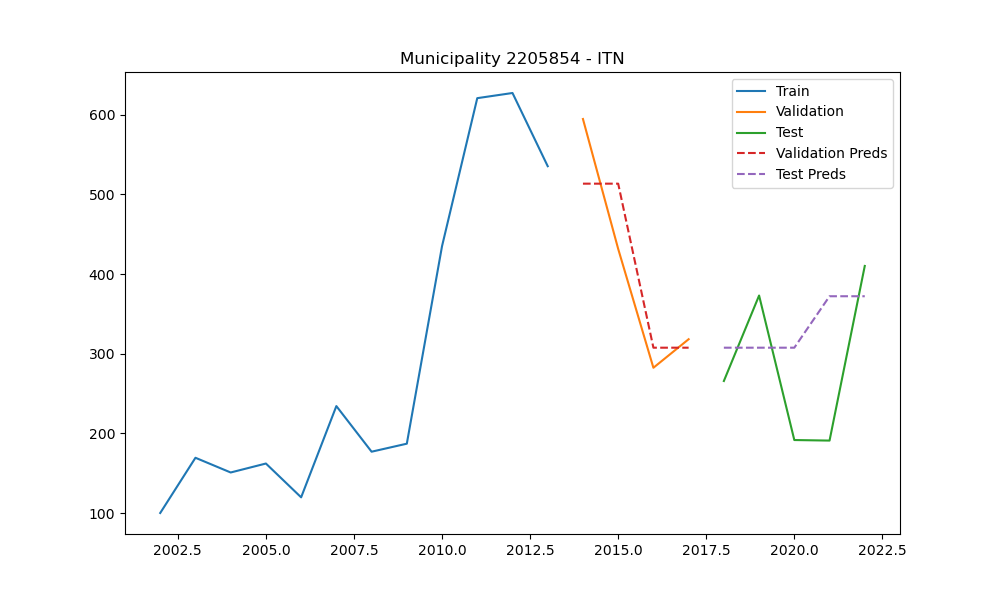 Municipality 2205854 - ITN
Train
Validation
Test
Validation Preds
Test Preds
600
500
400
300
200
100
2002.5 2005.0 2007.5 2010.0 2012.5 2015.0 2017.5 2020.0 2022.5